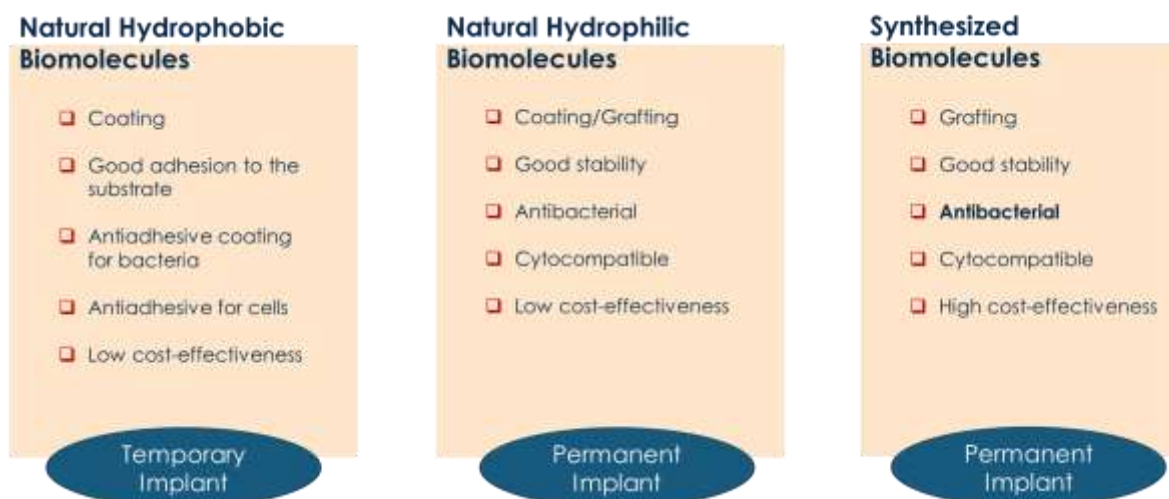 Natural Hydrophobic
Biomolecules
Coating
Good adhesion to the
substrate
Antiadhesive coating
for bacteria
Antiadhesive for cells
Low cost-effectiveness
Temporary
Implant
Natural Hydrophilic
Biomolecules
Coating/Grafting
Good stability
Antibacterial
Cytocompatible
Low cost-effectiveness
Permanent
Implant
Synthesized
Biomolecules
Grafting
Good stability
Antibacterial
Cytocompatible
High cost-effectiveness
Permanent
Implant